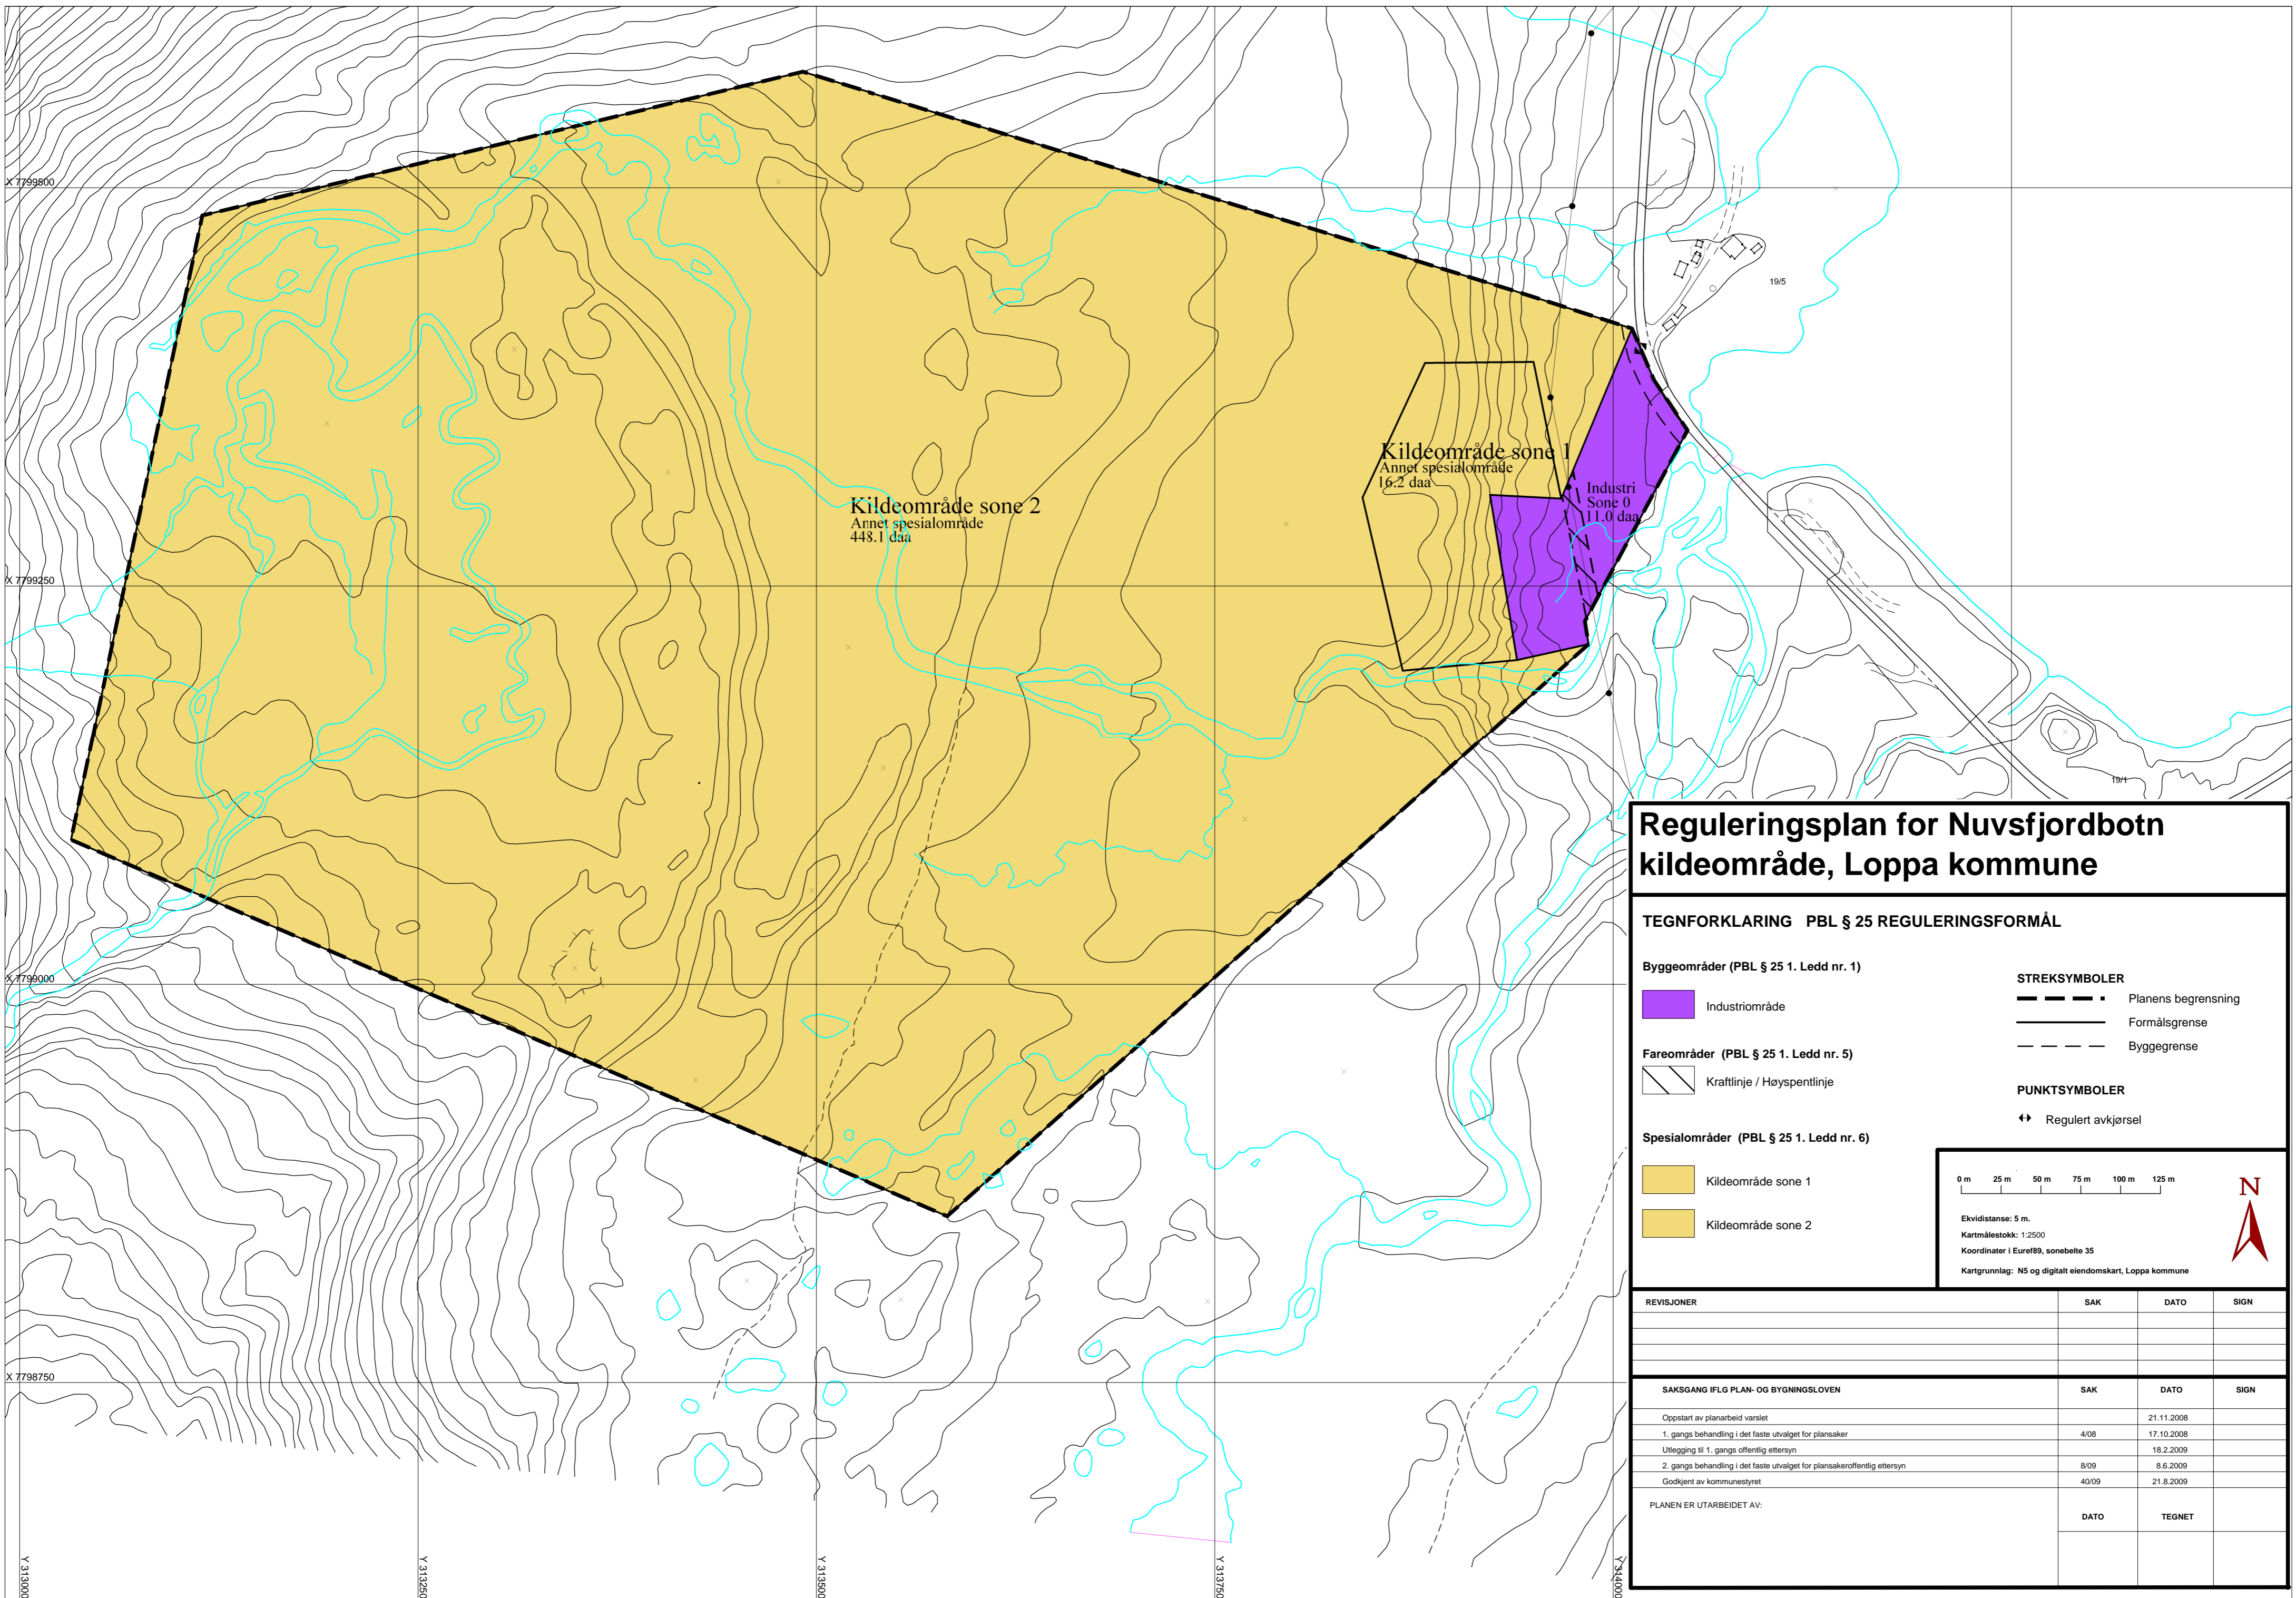 X 7799500
X 7799250
X 7799000
X 7798750
Y 313000
Y 313250
Y 313500
Y 313750
Y 314000
19/5
19/1
Kildeområde sone 2
Annet spesialområde
448.1 daa
Kildeområde sone 1
Annet spesialområde
16.2 daa
Industri
Sone 0
11.0 daa
Reguleringsplan for Nuvsfjordbotn
kildeområde, Loppa kommune
TEGNFORKLARING PBL § 25 REGULERINGSFORMÅL
Byggeområder (PBL § 25 1. Ledd nr. 1)
Industriområde
Fareområder (PBL § 25 1. Ledd nr. 5)
Kraftlinje / Høyspentlinje
Spesialområder (PBL § 25 1. Ledd nr. 6)
Kildeområde sone 1
Kildeområde sone 2
STREKSYMBOLER
Planens begrensning
Formålsgrense
Byggegrense
PUNKTSYMBOLER
Regulert avkjørsel
0 m 25 m 50 m 75 m 100 m 125 m
N
Ekvidistanse: 5 m.
Kartmålestokk: 1:2500
Koordinater i Euref89, sonebelte 35
Kartgrunnlag: N5 og digitalt eiendomskart, Loppa kommune
REVISJONER SAK DATO SIGN
SAKSGANG IFLG PLAN- OG BYGNINGSLOVEN SAK DATO SIGN
Oppstart av planarbeid varslet 21.11.2008
1. gangs behandling i det faste utvalget for plansaker 4/08 17.10.2008
Utlegging til 1. gangs offentlig ettersyn 18.2.2009
2. gangs behandling i det faste utvalget for plansakeroffentlig ettersyn 8/09 8.6.2009
Godkjent av kommunestyret 40/09 21.8.2009
PLANEN ER UTARBEIDET AV:
DATO TEGNET